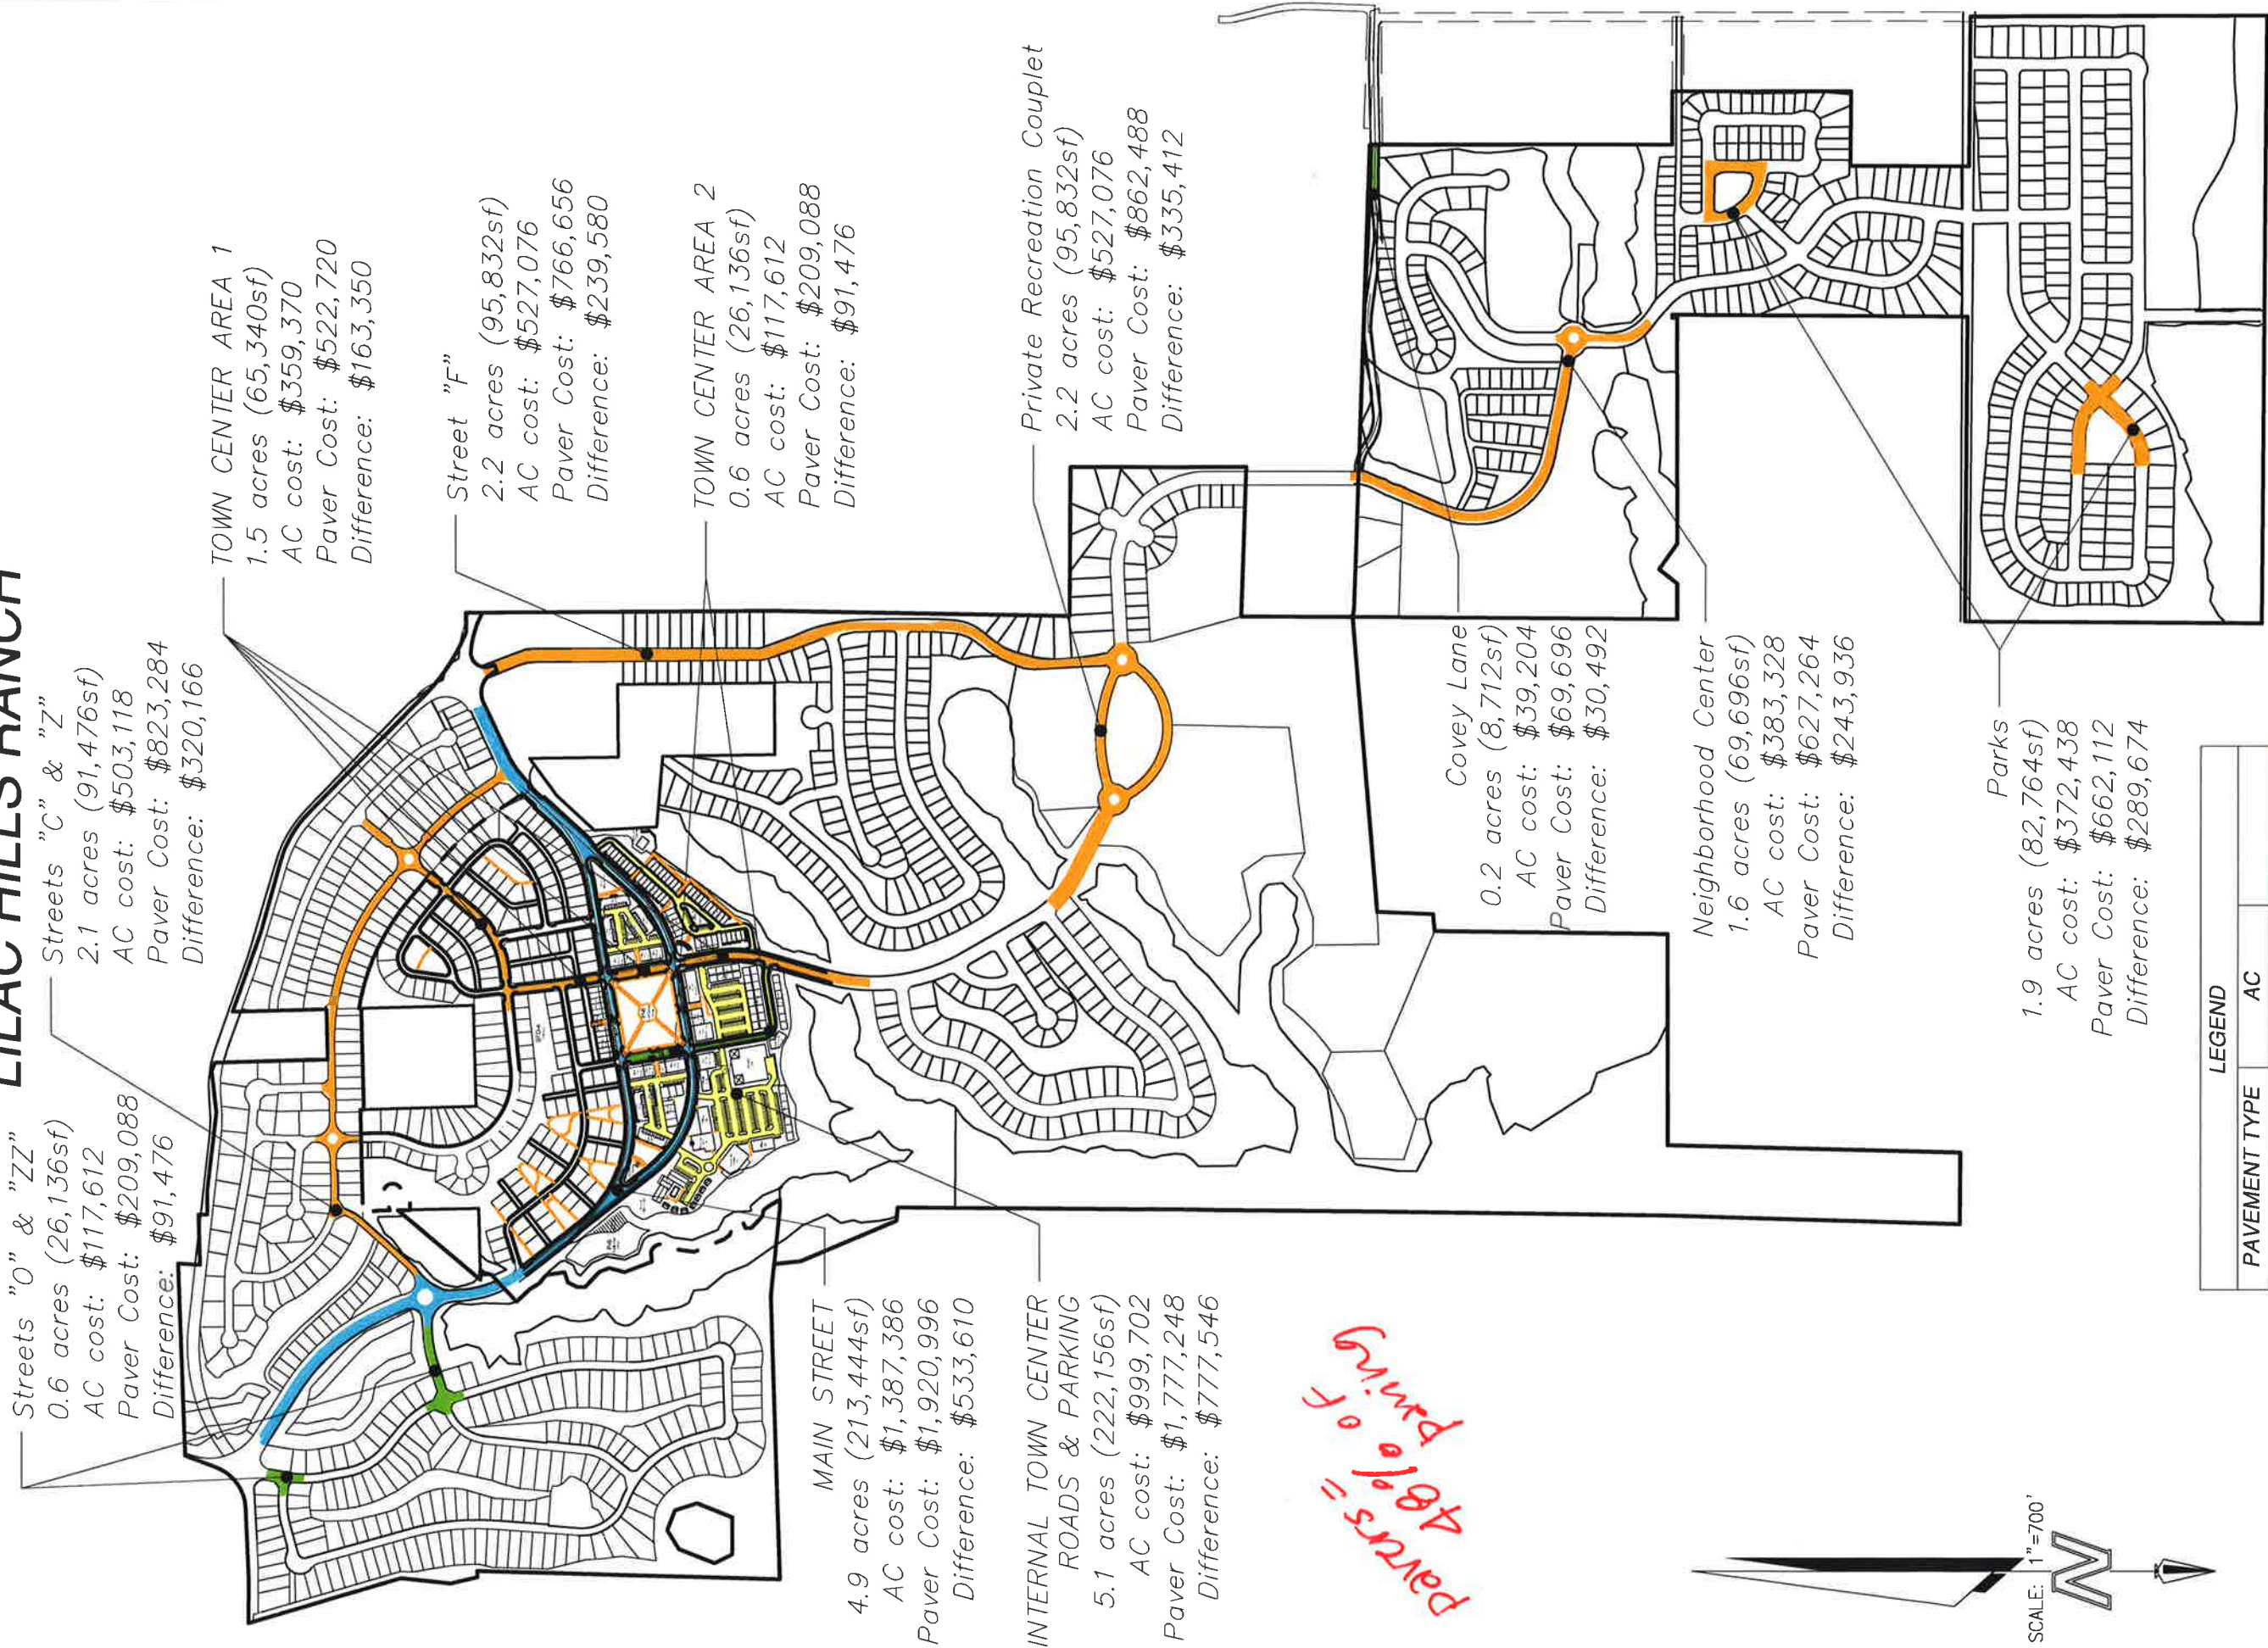 LILAC HILLS RANCH
Streets "O" & "ZZ"
0.6 acres (26,136sf)
AC cost: $117,612
Paver Cost: $209,088
Difference: $91,476
Streets "C" & "Z"
2.1 acres (91,476sf)
AC cost: $503,118
Paver Cost: $823,284
Difference: $320,166
TOWN CENTER AREA 1
1.5 acres (65,340sf)
AC cost: $359,370
Paver Cost: $522,720
Difference: $163,350
Street "F"
2.2 acres (95,832sf)
AC cost: $527,076
Paver Cost: $766,656
Difference: $239,580
TOWN CENTER AREA 2
0.6 acres (26,136sf)
AC cost: $117,612
Paver Cost: $209,088
Difference: $91,476
Private Recreation Couplet
2.2 acres (95,832sf)
AC cost: $527,076
Paver Cost: $862,488
Difference: $335,412
MAIN STREET
4.9 acres (213,444sf)
AC cost: $1,387,386
Paver Cost: $1,920,996
Difference: $533,610
INTERNAL TOWN CENTER
ROADS & PARKING
5.1 acres (222,156sf)
AC cost: $999,702
Paver Cost: $1,777,248
Difference: $777,546
Covey Lane
0.2 acres (8,712sf)
AC cost: $39,204
Paver Cost: $69,696
Difference: $30,492
Neighborhood Center
1.6 acres (69,696sf)
AC cost: $383,328
Paver Cost: $627,264
Difference: $243,936
Parks
1.9 acres (82,764sf)
AC cost: $372,438
Paver Cost: $662,112
Difference: $289,674
pavers =
48% of
paving
SCALE: 1"=700'
N
LEGEND
PAVEMENT TYPE AC